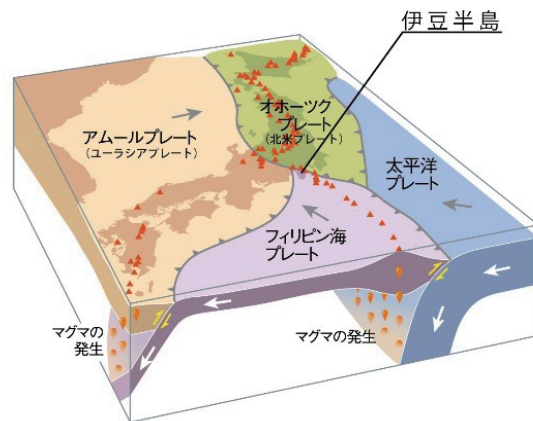 伊豆半島
オホーツク
プレート
(北米プレート)
アムールプレート
(ユーラシアプレート)
太平洋
プレート
フィリピン海
プレート
マグマの
発生
マグマの発生